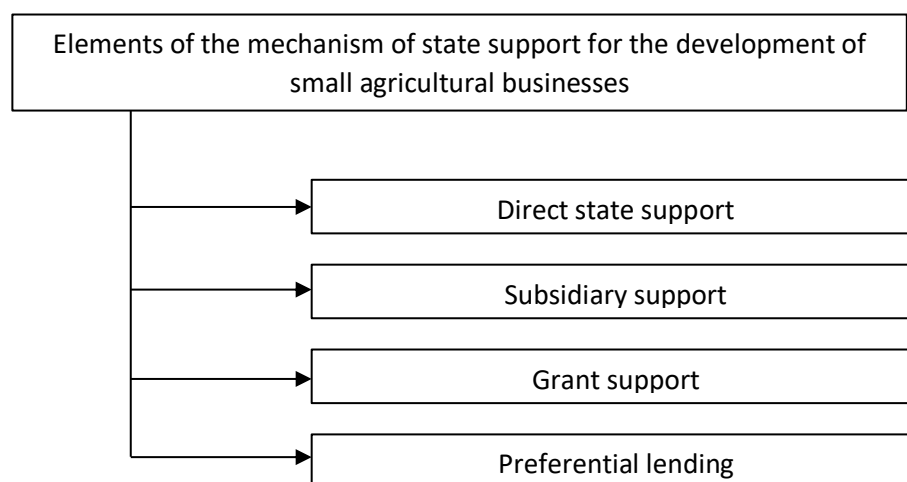 Elements of the mechanism of state support for the development of
small agricultural businesses
Direct state support
Subsidiary support
Grant support
Preferential lending